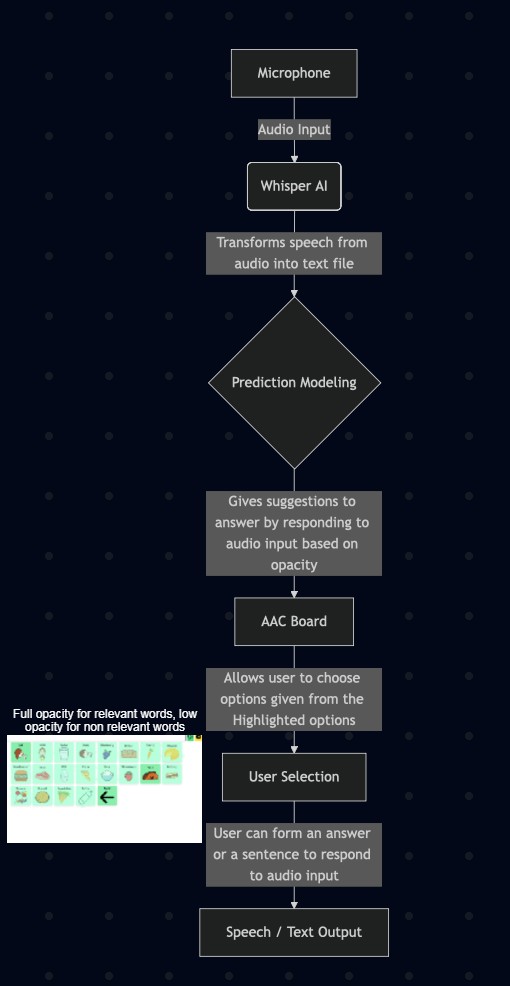 Microphone
Audio Input
Whisper AI
Transforms speech from
audio into text file
Prediction Modeling
Gives suggestions to
answer by responding to
audio input based on
opacity
AAC Board
Allows user to choose
options given from the
Highlighted options
Full opacity for relevant words, low
opacity for non relevant words
User Selection
User can form an answer
or a sentence to respond
to audio input
Speech / Text Output